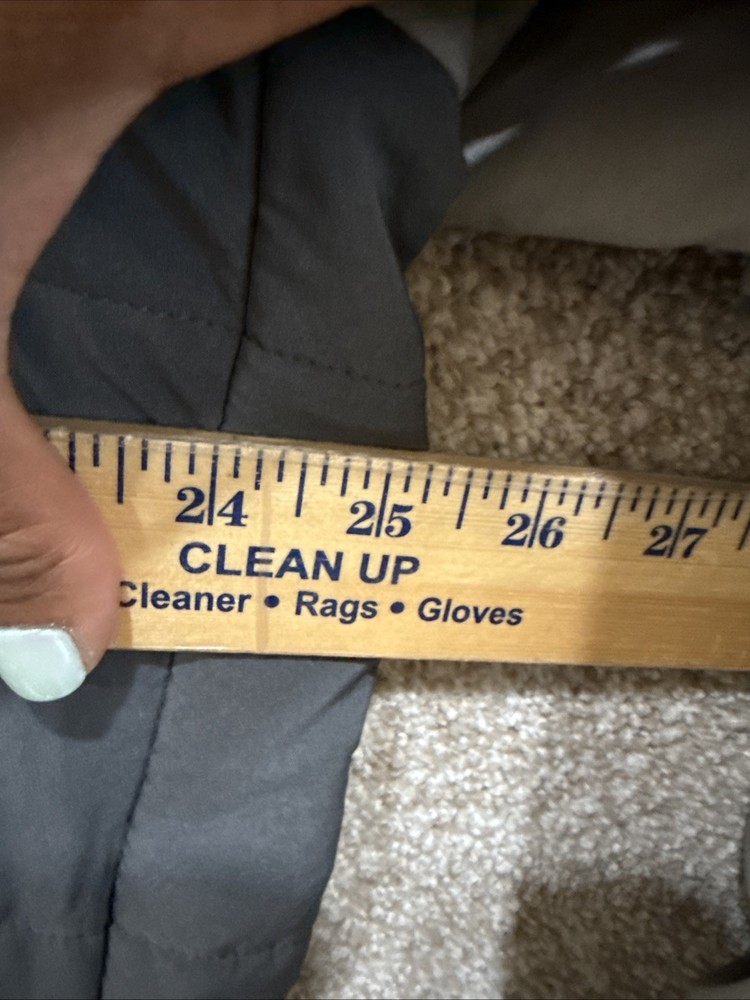 24 25 26 27
CLEAN UP
Cleaner • Rags • Gloves